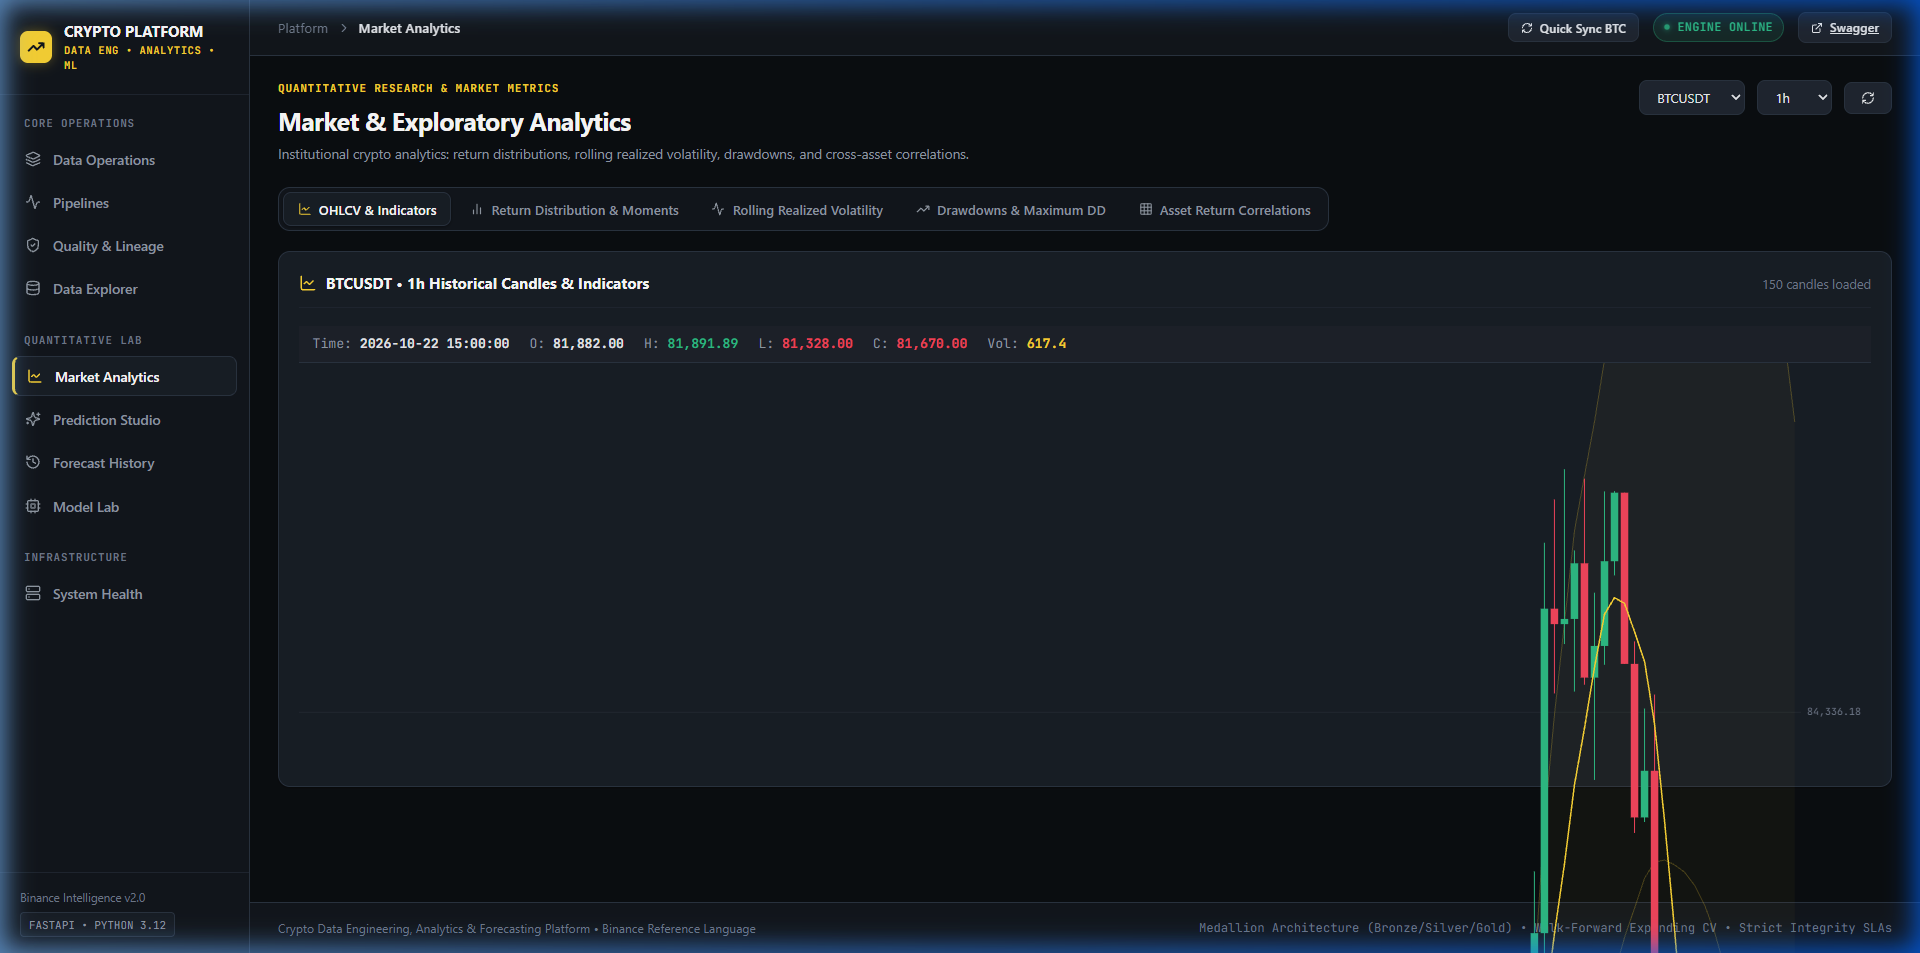 CRYPTO PLATFORM
DATA ENG • ANALYTICS •
ML
Platform > Market Analytics
Quick Sync BTC
ENGINE ONLINE
Swagger
CORE OPERATIONS
Data Operations
Pipelines
Quality & Lineage
Data Explorer
QUANTITATIVE LAB
Market Analytics
Prediction Studio
Forecast History
Model Lab
INFRASTRUCTURE
System Health
Binance Intelligence v2.0
FASTAPI • PYTHON 3.12
QUANTITATIVE RESEARCH & MARKET METRICS
Market & Exploratory Analytics
Institutional crypto analytics: return distributions, rolling realized volatility, drawdowns, and cross-asset correlations.
BTCUSDT
1h
OHLCV & Indicators
Return Distribution & Moments
Rolling Realized Volatility
Drawdowns & Maximum DD
Asset Return Correlations
BTCUSDT • 1h Historical Candles & Indicators
150 candles loaded
Time: 2026-10-22 15:00:00 O: 81,882.00 H: 81,891.89 L: 81,328.00 C: 81,670.00 Vol: 617.4
84,336.18
Crypto Data Engineering, Analytics & Forecasting Platform • Binance Reference Language
Medallion Architecture (Bronze/Silver/Gold) • Walk-Forward Expanding CV • Strict Integrity SLAs